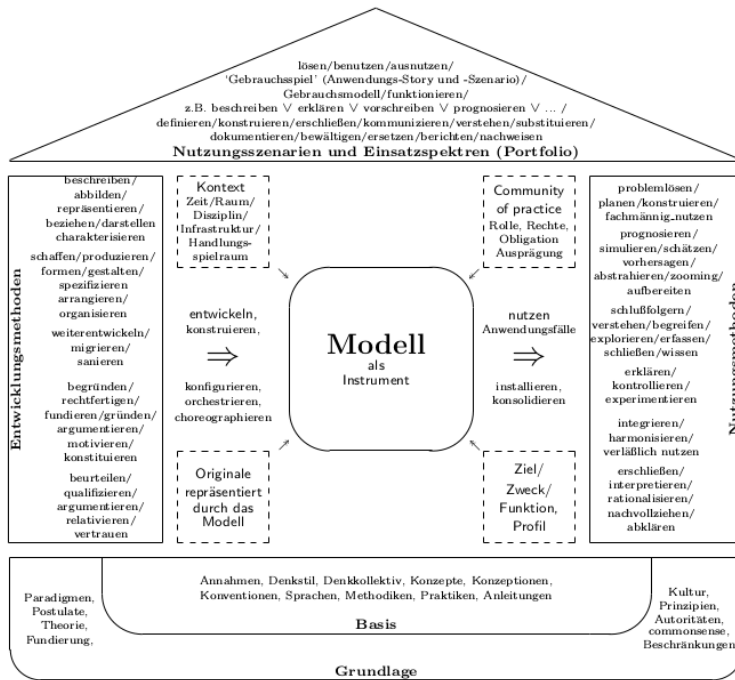 lösen/benutzen/ausnutzen/
‘Gebrauchsspiel’ (Anwendungs-Story und -Szenario)/
Gebrauchsmodell/funktionieren/
z.B. beschreiben ∨ erklären ∨ vorschreiben ∨ prognosieren ∨ ... /
definieren/konstruieren/erschließen/kommunizieren/verstehen/substituieren/
dokumentieren/bewältigen/ersetzen/berichten/nachweisen
Nutzungsszenarien und Einsatzspektren (Portfolio)
Entwicklungsmethoden
beschreiben/
abbilden/
repräsentieren/
beziehen/darstellen
charakterisieren
schaffen/produzieren/
formen/gestalten/
spezifizieren
arrangieren/
organisieren
weiterentwickeln/
migrieren/
sanieren
begründen/
rechtfertigen/
fundieren/gründen/
argumentieren/
motivieren/
konstituieren
beurteilen/
qualifizieren/
argumentieren/
relativieren/
vertrauen
Kontext
Zeit/Raum/
Disziplin/
Infrastruktur/
Handlungs-
spielraum
entwickeln,
konstruieren,
⇒
konfigurieren,
orchestrieren,
choreographieren
Originale
repräsentiert
durch das
Modell
Modell
als
Instrument
Community
of practice
Rolle, Rechte,
Obligation
Ausprägung
nutzen
Anwendungsfälle
⇒
installieren,
konsolidieren
Ziel/
Zweck/
Funktion,
Profil
problemlösen/
planen/konstruieren/
fachmännig_nutzen
prognosieren/
simulieren/schätzen/
vorhersagen/
abstrahieren/zooming/
aufbereiten
schlußfolgern/
verstehen/begreifen/
explorieren/erfassen/
schließen/wissen
erklären/
kontrollieren/
experimentieren
integrieren/
harmonisieren/
verläßlich nutzen
erschließen/
interpretieren/
rationalisieren/
nachvollziehen/
abklären
Nutzungsmethoden
Paradigmen,
Postulate,
Theorie,
Fundierung,
Annahmen, Denkstil, Denkkollektiv, Konzepte, Konzeptionen,
Konventionen, Sprachen, Methodiken, Praktiken, Anleitungen
Basis
Kultur,
Prinzipien,
Autoritäten,
commonsense,
Beschränkungen
Grundlage